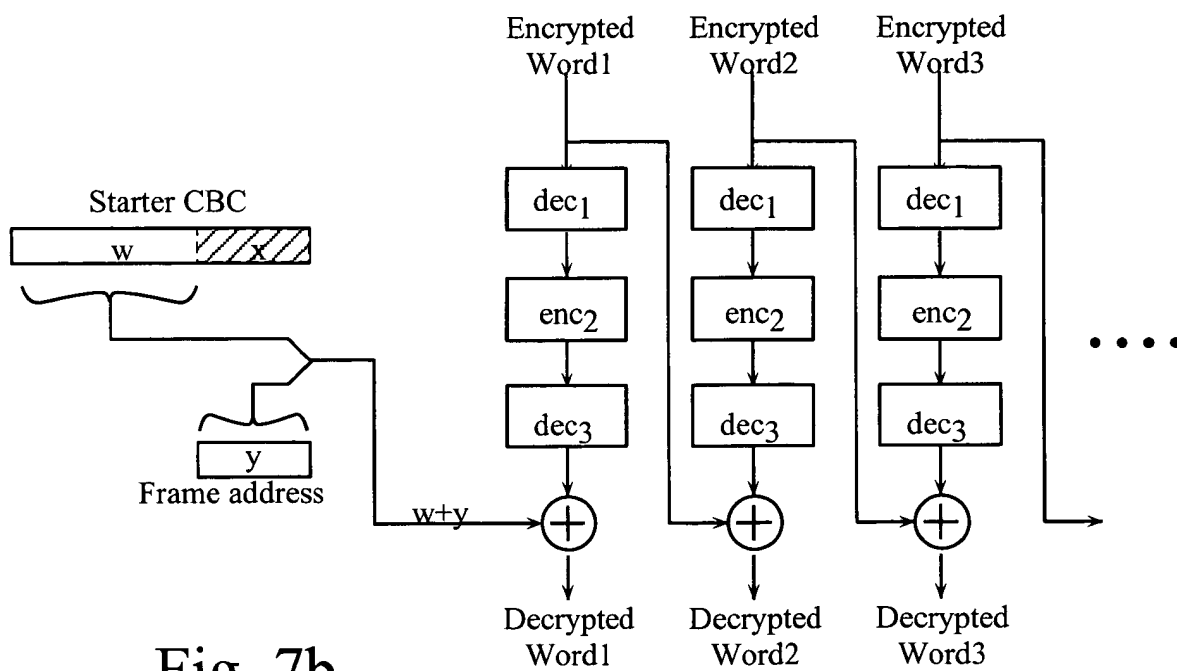 Encrypted Word1
Encrypted Word2
Encrypted Word3
Starter CBC
w x
dec1 dec1 dec1
enc2 enc2 enc2
dec3 dec3 dec3
y
Frame address
w+y
Decrypted Word1
Decrypted Word2
Decrypted Word3
Fig. 7b